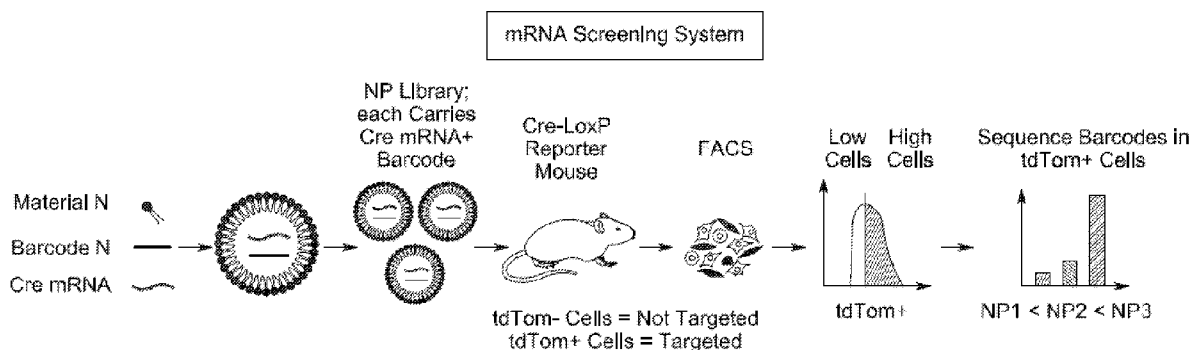 mRNA Screening System
NP Library;
each Carries
Cre mRNA+
Barcode
Cre-LoxP
Reporter
Mouse
FACS
Low
Cells
High
Cells
Sequence Barcodes in
tdTom+ Cells
Material N
Barcode N
Cre mRNA
tdTom- Cells = Not Targeted
tdTom+ Cells = Targeted
tdTom+
NP1 < NP2 < NP3